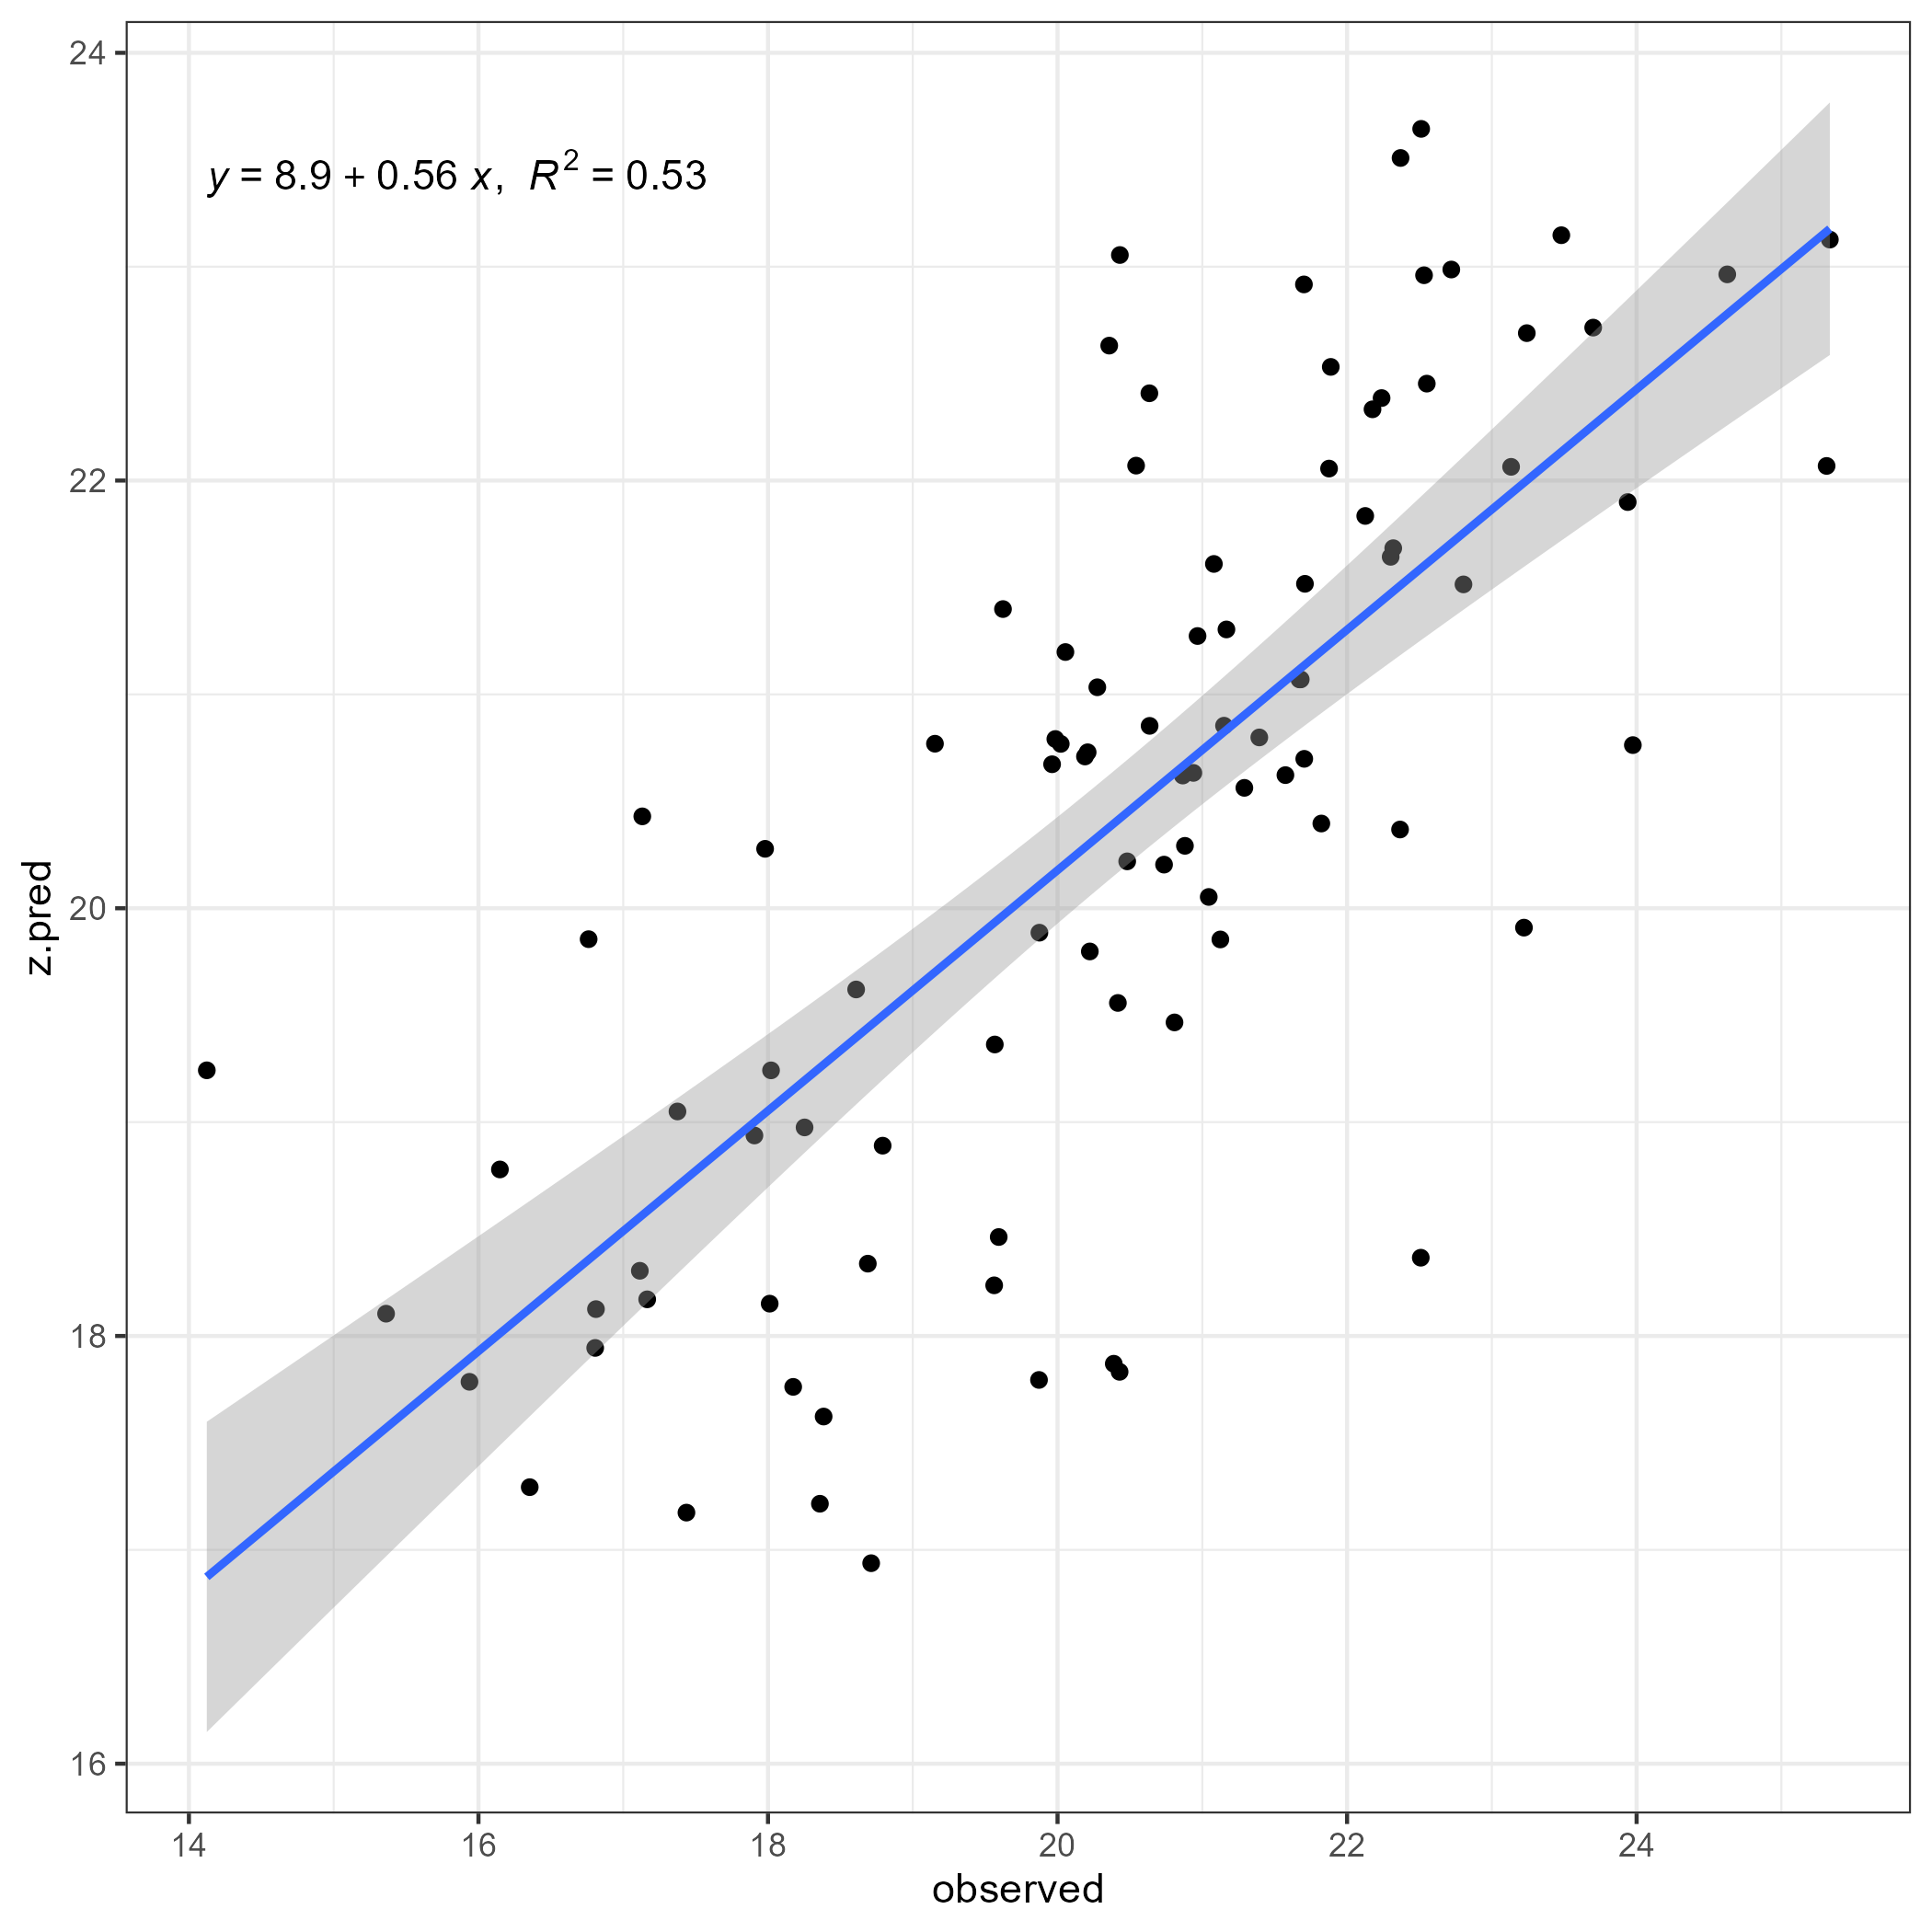 y = 8.9 + 0.56 x, R² = 0.53
24
22
20
18
16
z.pred
14 16 18 20 22 24
observed